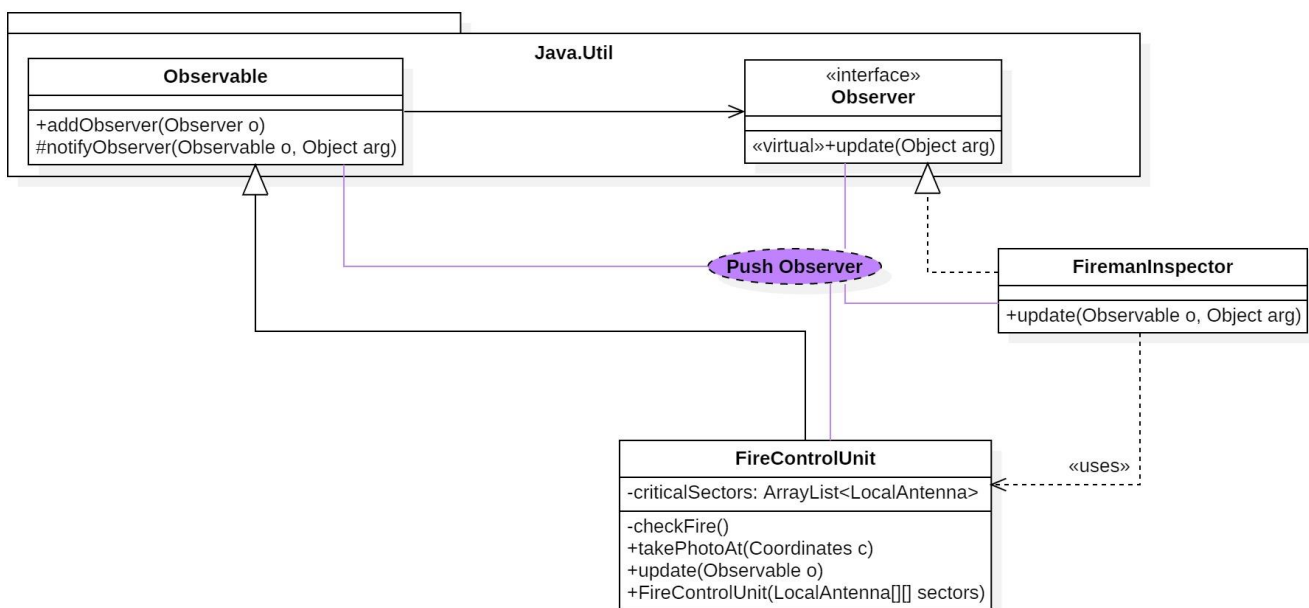 Java.Util
Observable
+addObserver(Observer o)
#notifyObserver(Observable o, Object arg)
«interface»
Observer
«virtual»+update(Object arg)
Push Observer
FiremanInspector
+update(Observable o, Object arg)
«uses»
FireControlUnit
-criticalSectors: ArrayList<LocalAntenna>
-checkFire()
+takePhotoAt(Coordinates c)
+update(Observable o)
+FireControlUnit(LocalAntenna[][] sectors)